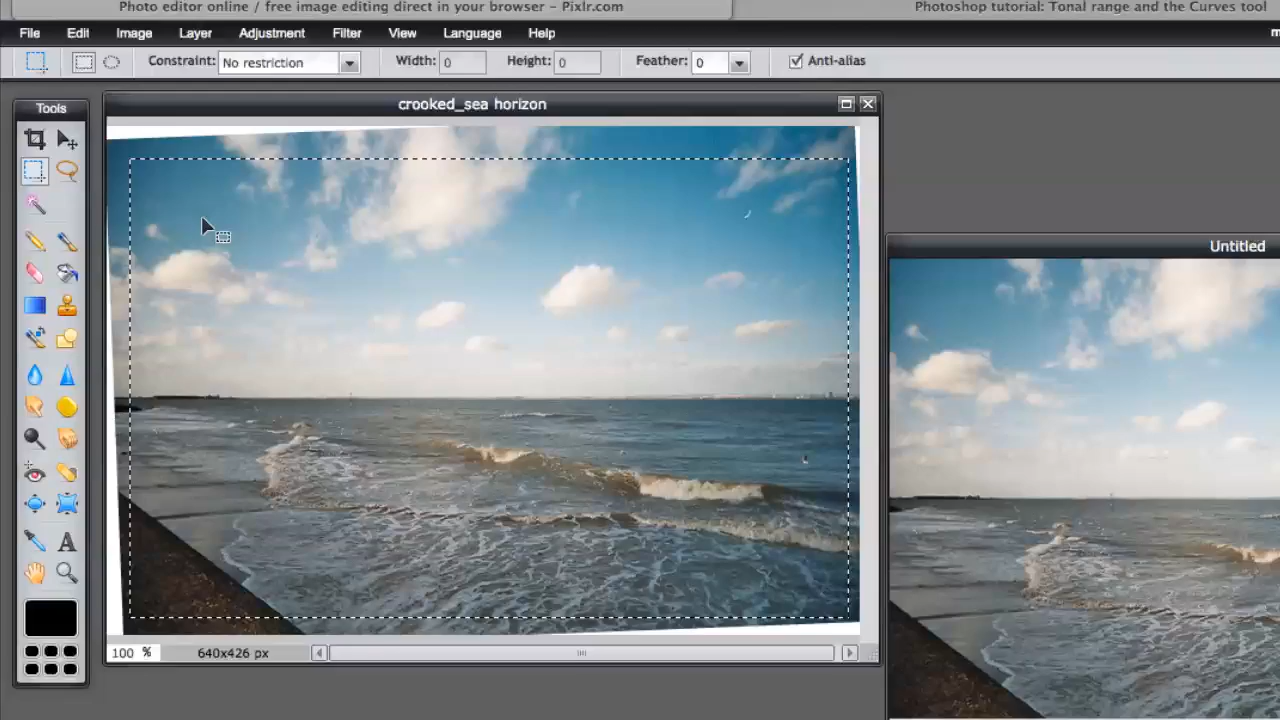 Photo editor online / free image editing direct in your browser – Pixlr.com
Photoshop tutorial: Tonal range and the Curves tool
File Edit Image Layer Adjustment Filter View Language Help
Constraint: No restriction Width: 0 Height: 0 Feather: 0 Anti-alias
Tools
crooked_sea horizon
Untitled
A
100 % 640x426 px